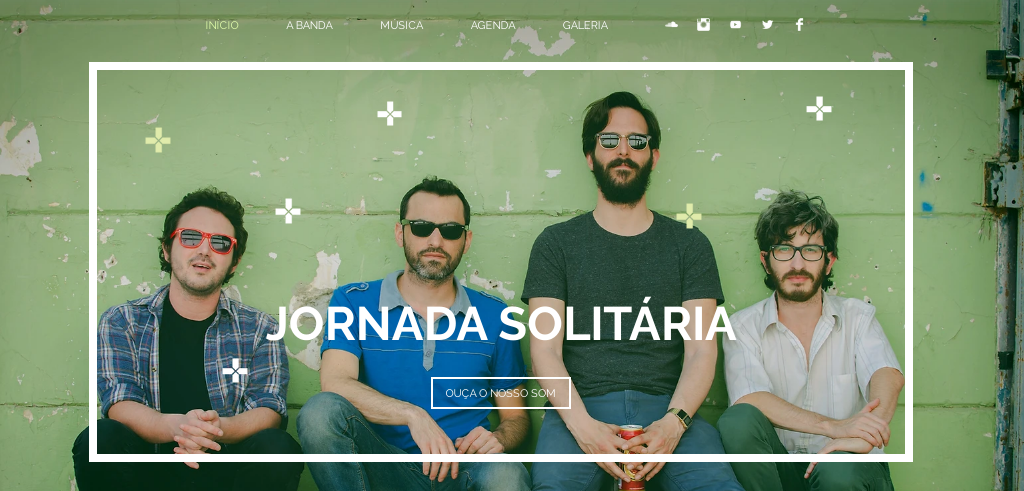 INICIO A BANDA MÚSICA AGENDA GALERIA
JORNADA SOLITÁRIA
OUÇA O NOSSO SOM